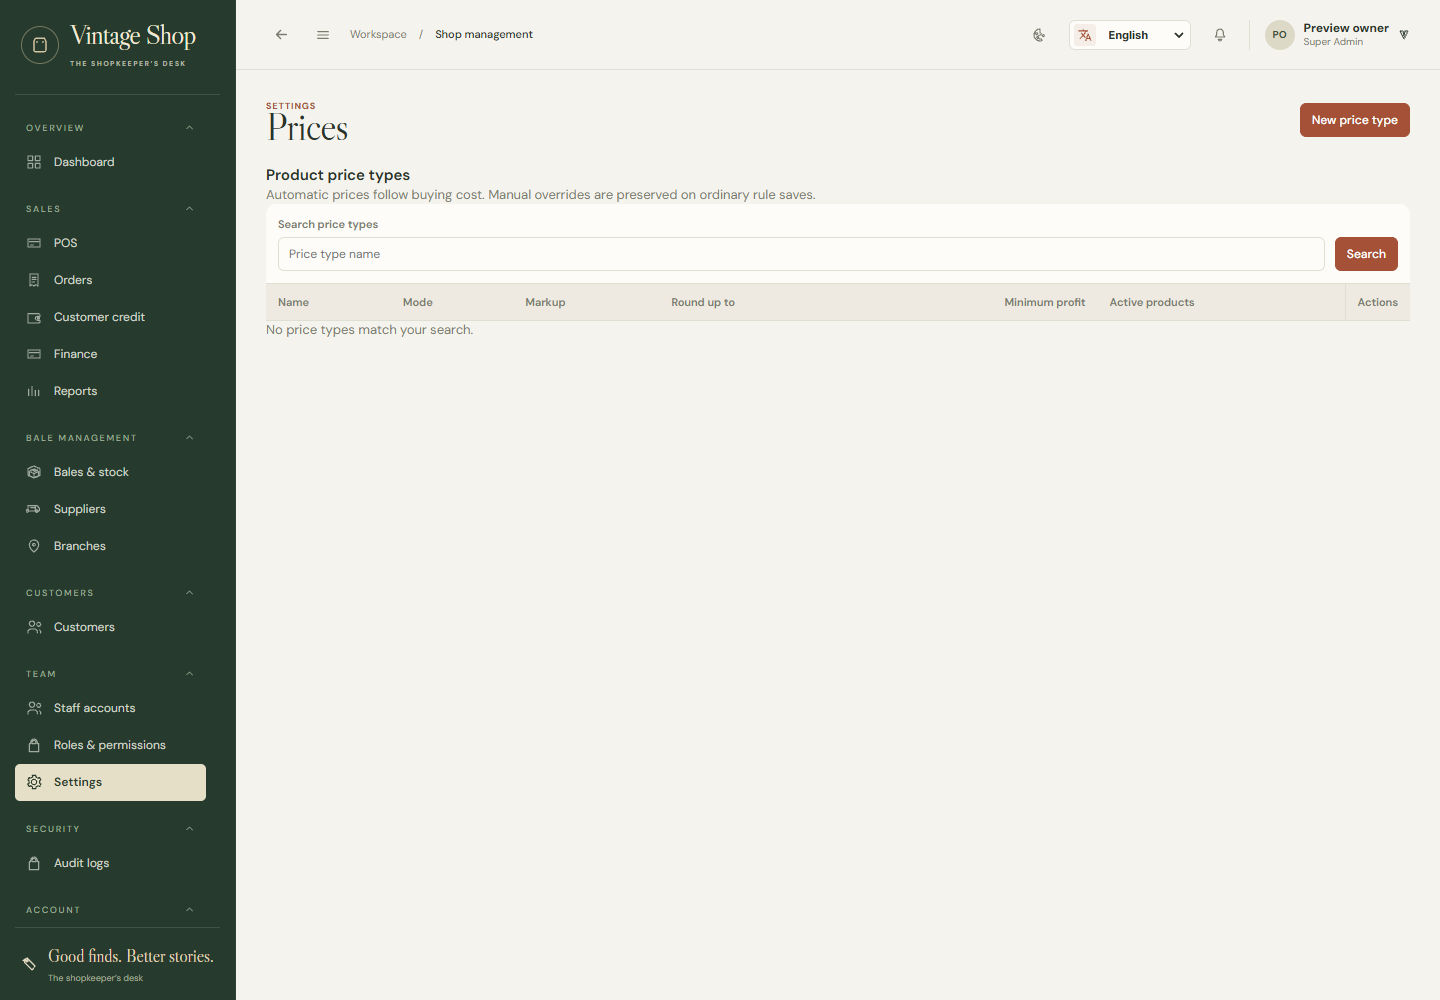 Vintage Shop
THE SHOPKEEPER'S DESK
OVERVIEW
Dashboard
SALES
POS
Orders
Customer credit
Finance
Reports
BALE MANAGEMENT
Bales & stock
Suppliers
Branches
CUSTOMERS
Customers
TEAM
Staff accounts
Roles & permissions
Settings
SECURITY
Audit logs
ACCOUNT
Good finds. Better stories.
The shopkeeper's desk
Workspace / Shop management
English
PO
Preview owner
Super Admin
SETTINGS
Prices
New price type
Product price types
Automatic prices follow buying cost. Manual overrides are preserved on ordinary rule saves.
Search price types
Price type name
Search
Name Mode Markup Round up to Minimum profit Active products Actions
No price types match your search.